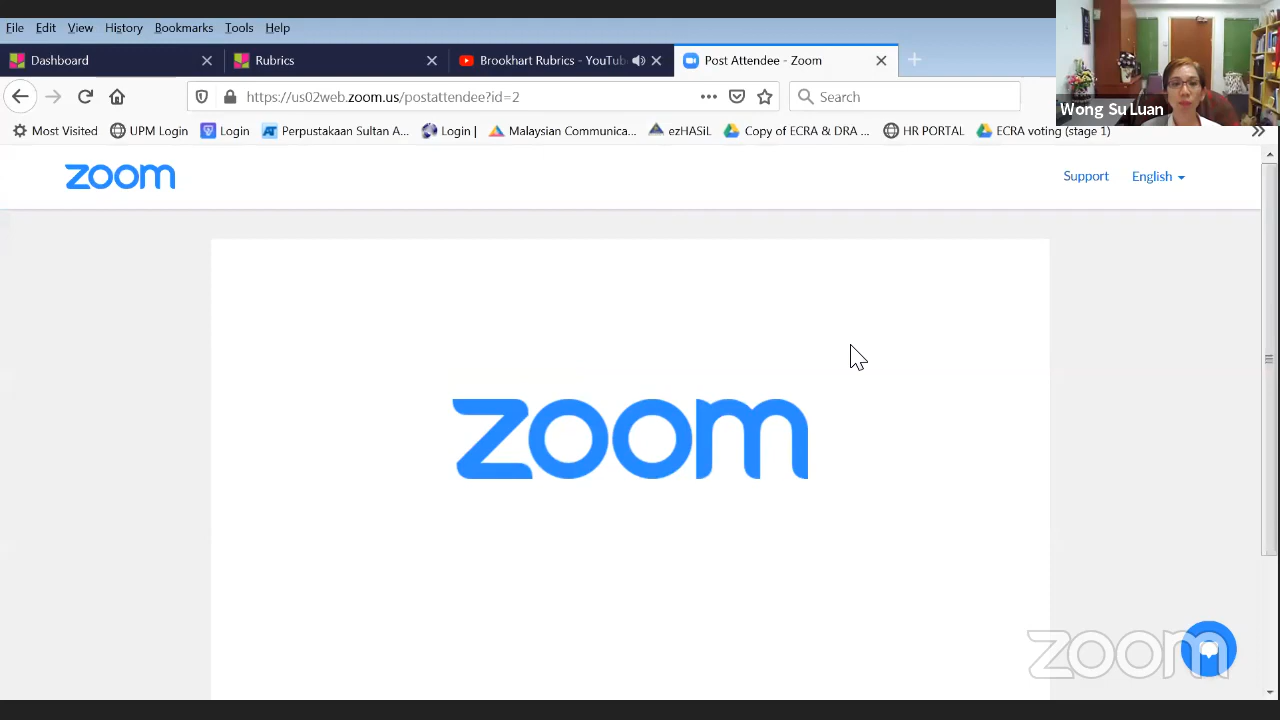 File Edit View History Bookmarks Tools Help
Dashboard Rubrics Brookhart Rubrics - YouTub Post Attendee - Zoom
https://us02web.zoom.us/postattendee?id=2 Search
Wong Su Luan
Most Visited UPM Login Login Perpustakaan Sultan A... Login | Malaysian Communica... ezHASiL Copy of ECRA & DRA ... HR PORTAL ECRA voting (stage 1)
zoom Support English
zoom
zoom